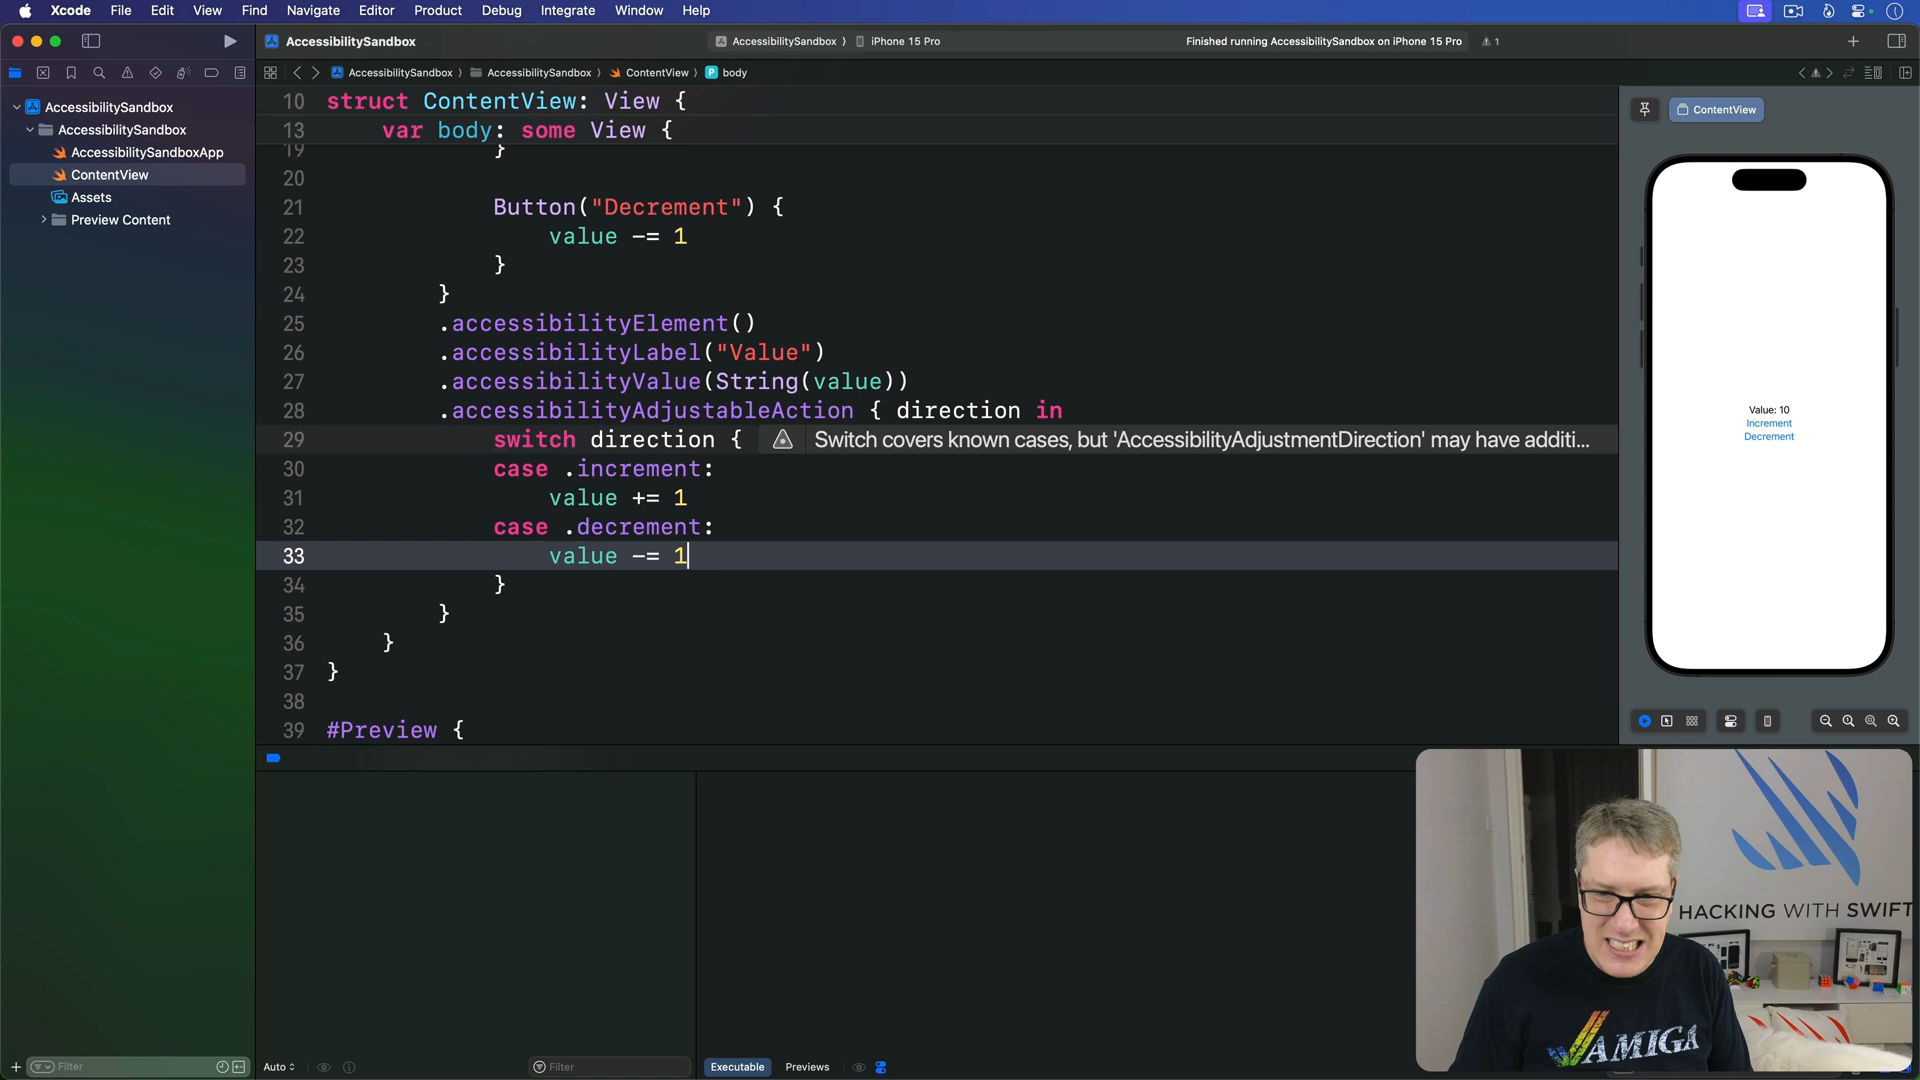 Xcode File Edit View Find Navigate Editor Product Debug Integrate Window Help
AccessibilitySandbox
AccessibilitySandbox iPhone 15 Pro
Finished running AccessibilitySandbox on iPhone 15 Pro 1
AccessibilitySandbox AccessibilitySandbox ContentView body
AccessibilitySandbox
AccessibilitySandbox
AccessibilitySandboxApp
ContentView
Assets
Preview Content
10 struct ContentView: View {
13 var body: some View {
19 }
20
21 Button("Decrement") {
22 value -= 1
23 }
24 }
25 .accessibilityElement()
26 .accessibilityLabel("Value")
27 .accessibilityValue(String(value))
28 .accessibilityAdjustableAction { direction in
29 switch direction { Switch covers known cases, but 'AccessibilityAdjustmentDirection' may have additi...
30 case .increment:
31 value += 1
32 case .decrement:
33 value -= 1
34 }
35 }
36 }
37 }
38
39 #Preview {
ContentView
Value: 10
Increment
Decrement
HACKING WITH SWIFT
AMIGA
Filter
Auto
Filter
Executable Previews